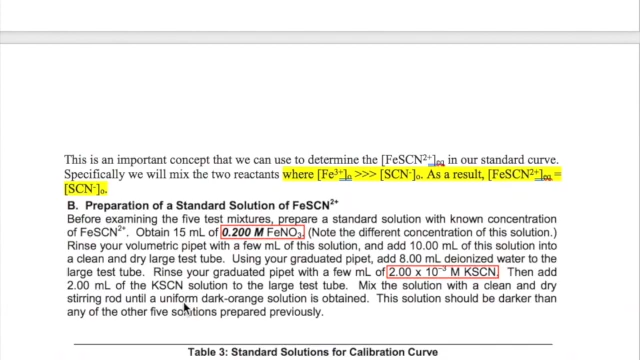 This is an important concept that we can use to determine the [FeSCN²⁺]eq in our standard curve.
Specifically we will mix the two reactants where [Fe³⁺]o >>> [SCN⁻]o. As a result, [FeSCN²⁺]eq =
[SCN⁻]o.
B. Preparation of a Standard Solution of FeSCN²⁺
Before examining the five test mixtures, prepare a standard solution with known concentration
of FeSCN²⁺. Obtain 15 mL of 0.200 M FeNO₃. (Note the different concentration of this solution.)
Rinse your volumetric pipet with a few mL of this solution, and add 10.00 mL of this solution into
a clean and dry large test tube. Using your graduated pipet, add 8.00 mL deionized water to the
large test tube. Rinse your graduated pipet with a few mL of 2.00 x 10⁻³ M KSCN. Then add
2.00 mL of the KSCN solution to the large test tube. Mix the solution with a clean and dry
stirring rod until a uniform dark-orange solution is obtained. This solution should be darker than
any of the other five solutions prepared previously.
Table 3: Standard Solutions for Calibration Curve